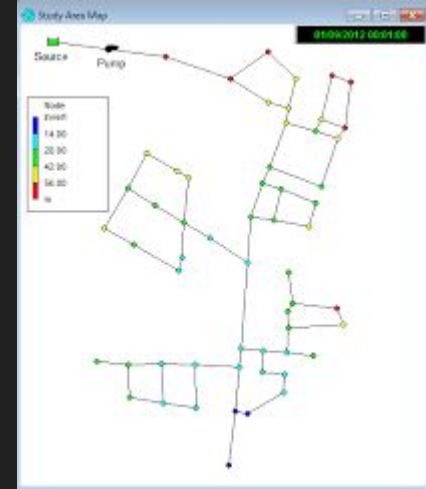 Study Area Map
01/09/2012 00:01:00
Source
Pump
Node
14.00
28.00
42.00
56.00
m